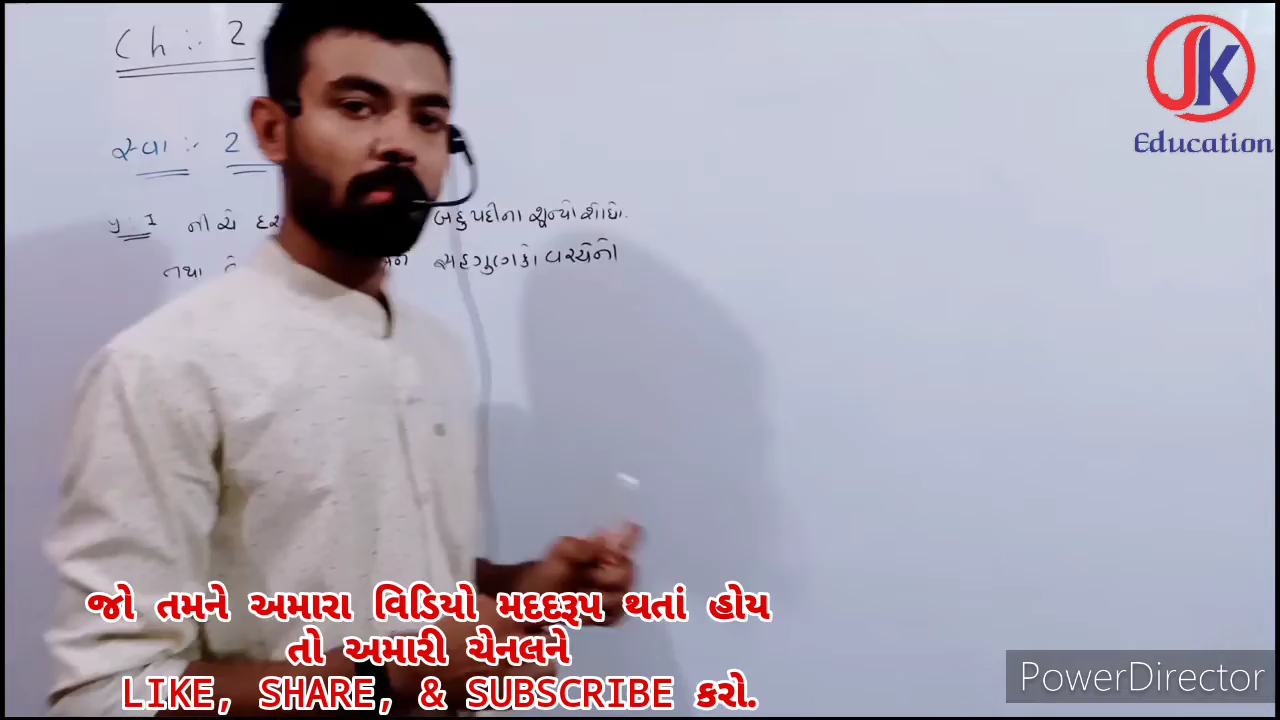 Ch :- 2
સ્વા :- 2
પ્ર : I નીચે બહુપદીના શૂન્યો શોધો.
તથા સહગુણકો વચ્ચેનો
JK
Education
જો તમને અમારા વિડિયો મદદરૂપ થતાં હોય
તો અમારી ચેનલને
LIKE, SHARE, & SUBSCRIBE કરો.
PowerDirector